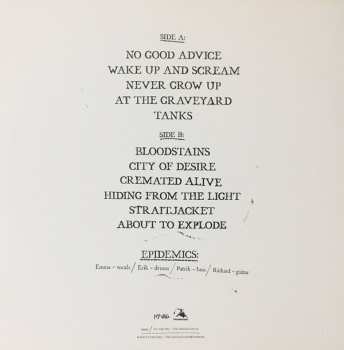 SIDE A:
NO GOOD ADVICE
WAKE UP AND SCREAM
NEVER GROW UP
AT THE GRAVEYARD
TANKS
SIDE B:
BLOODSTAINS
CITY OF DESIRE
CREMATED ALIVE
HIDING FROM THE LIGHT
STRAITJACKET
ABOUT TO EXPLODE
EPIDEMICS:
Emma - vocals / Erik - drums / Patrik - bass / Richard - guitar